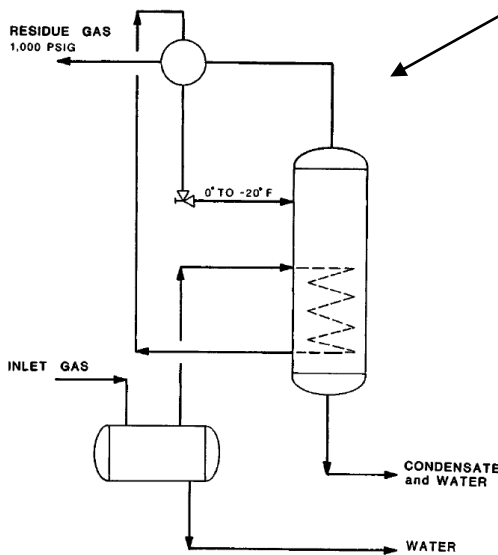 RESIDUE GAS
1,000 PSIG
0° TO -20° F
INLET GAS
CONDENSATE
and WATER
WATER